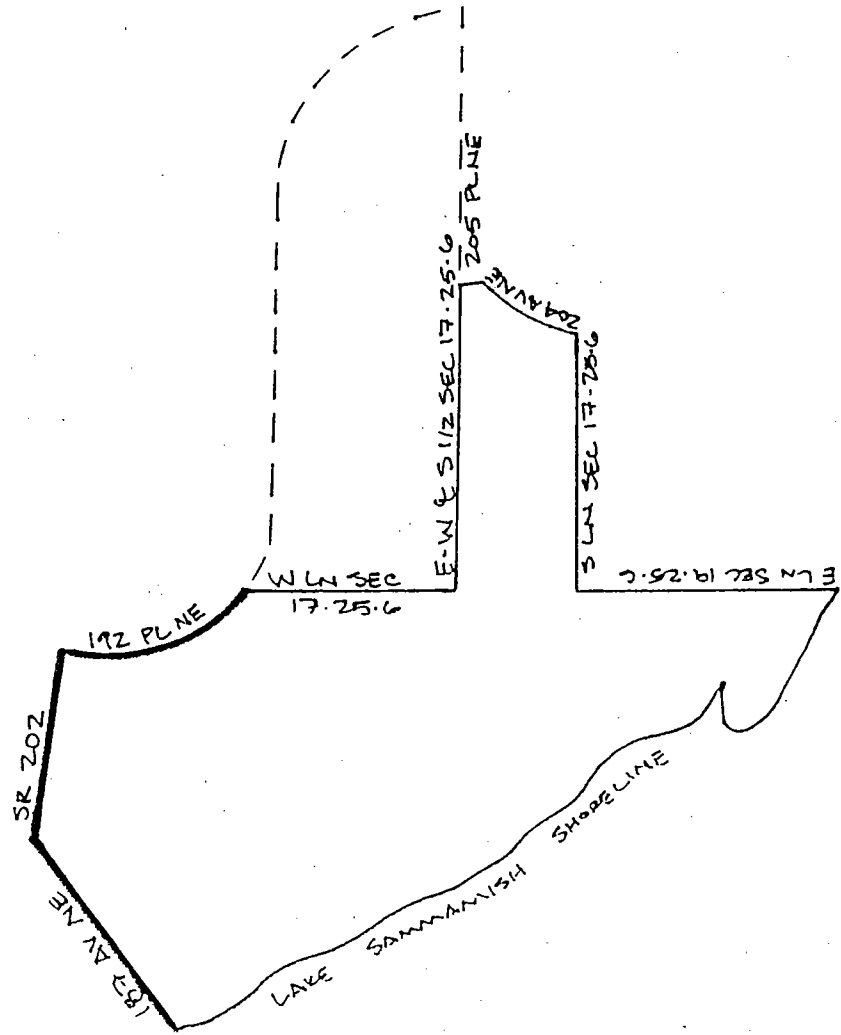 205 PL NE
204 AV NE
E-W ℄ S 1/2 SEC 17·25·6
S LN SEC 17·25·6
W LN SEC
17·25·6
E LN SEC 19·25·6
192 PL NE
SR 202
187 AV NE
LAKE SAMMAMISH SHORELINE